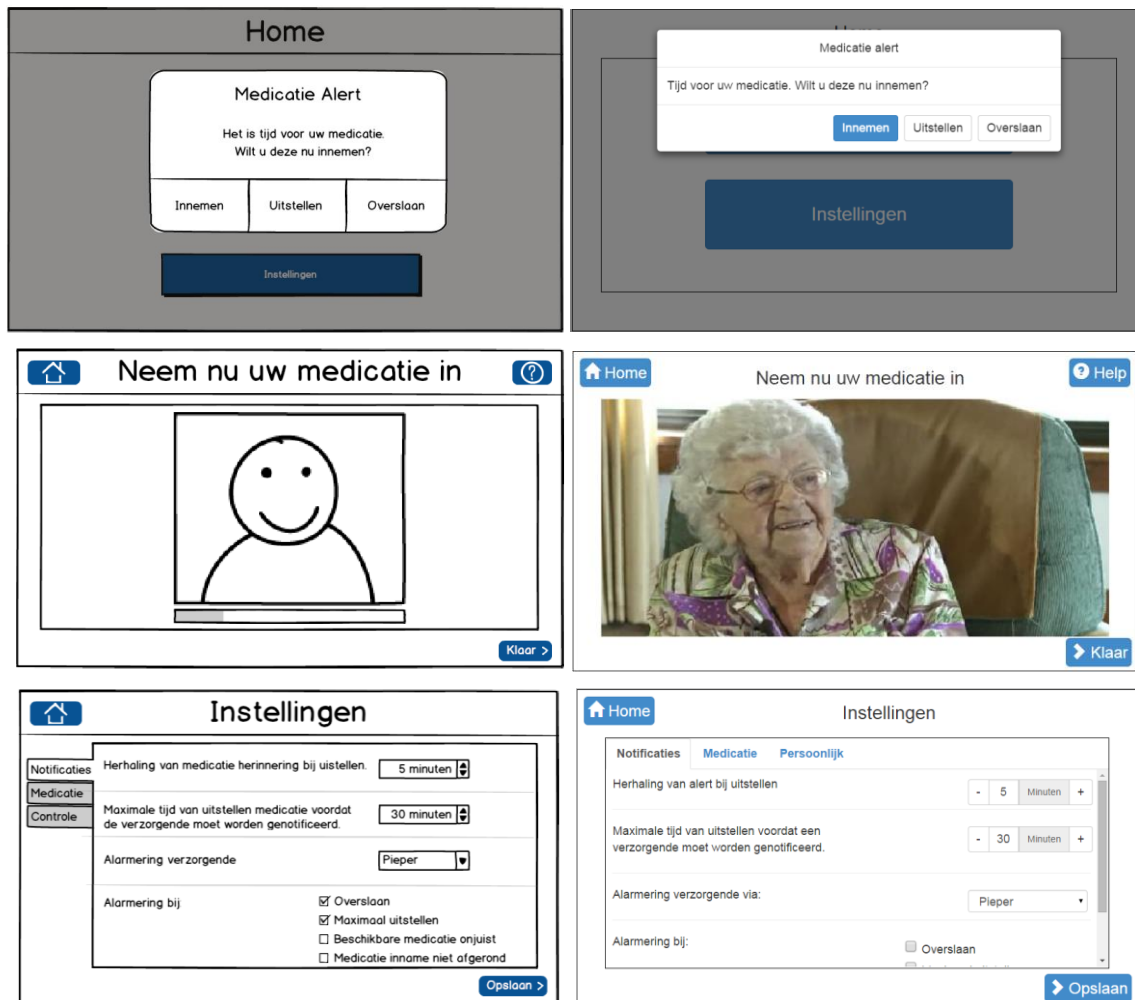 Home
Medicatie Alert
Het is tijd voor uw medicatie.
Wilt u deze nu innemen?
Innemen Uitstellen Overslaan
Instellingen
Medicatie alert
Tijd voor uw medicatie. Wilt u deze nu innemen?
Innemen Uitstellen Overslaan
Instellingen
Neem nu uw medicatie in
Klaar >
Home
Neem nu uw medicatie in
Help
Klaar
Instellingen
Notificaties
Medicatie
Controle
Herhaling van medicatie herinnering bij uistellen.
5 minuten
Maximale tijd van uitstellen medicatie voordat
de verzorgende moet worden genotificeerd.
30 minuten
Alarmering verzorgende
Pieper
Alarmering bij
Overslaan
Maximaal uitstellen
Beschikbare medicatie onjuist
Medicatie inname niet afgerond
Opslaan >
Home
Instellingen
Notificaties Medicatie Persoonlijk
Herhaling van alert bij uitstellen
- 5 Minuten +
Maximale tijd van uitstellen voordat een
verzorgende moet worden genotificeerd.
- 30 Minuten +
Alarmering verzorgende via:
Pieper
Alarmering bij:
Overslaan
Opslaan